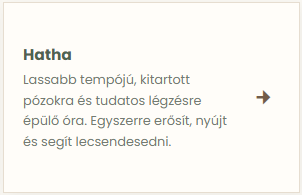 Hatha
Lassabb tempójú, kitartott
pózokra és tudatos légzésre
épülő óra. Egyszerre erősít, nyújt
és segít lecsendesedni.